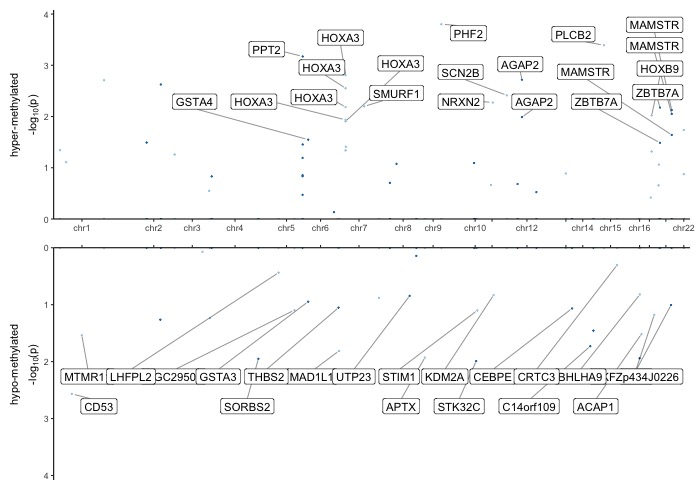 hyper-methylated
-log₁₀(p)
4
3
2
1
0
MAMSTR
HOXA3
PHF2
PLCB2
MAMSTR
PPT2
HOXA3
HOXA3
AGAP2
HOXB9
SCN2B
MAMSTR
GSTA4
HOXA3
HOXA3
SMURF1
NRXN2
AGAP2
ZBTB7A
ZBTB7A
chr1 chr2 chr3 chr4 chr5 chr6 chr7 chr8 chr9 chr10 chr12 chr14 chr15 chr16 chr22
hypo-methylated
-log₁₀(p)
0
1
2
3
4
MTMR1 LHFPL2 GC2950 GSTA3 THBS2 MAD1L1 UTP23 STIM1 KDM2A CEBPE CRTC3 BHLHA9 FZp434J0226
CD53 SORBS2 APTX STK32C C14orf109 ACAP1